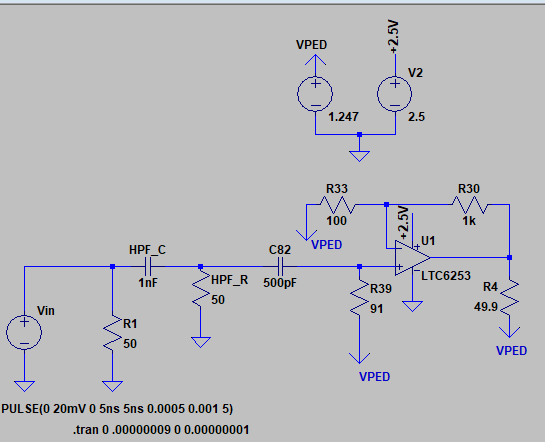 +2.5V
VPED
V2
1.247
2.5
R33
R30
100
1k
+2.5V
VPED
U1
HPF_C
C82
1nF
500pF
LTC6253
HPF_R
50
R39
91
R4
49.9
Vin
R1
50
VPED
VPED
PULSE(0 20mV 0 5ns 5ns 0.0005 0.001 5)
.tran 0 .00000009 0 0.00000001